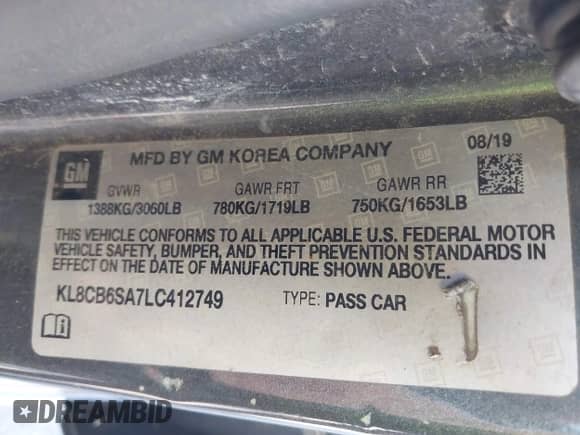 GM
MFD BY GM KOREA COMPANY
08/19
GVWR GAWR FRT GAWR RR
1388KG/3060LB 780KG/1719LB 750KG/1653LB
THIS VEHICLE CONFORMS TO ALL APPLICABLE U.S. FEDERAL MOTOR
VEHICLE SAFETY, BUMPER, AND THEFT PREVENTION STANDARDS IN
EFFECT ON THE DATE OF MANUFACTURE SHOWN ABOVE.
KL8CB6SA7LC412749 TYPE: PASS CAR
DREAMBID